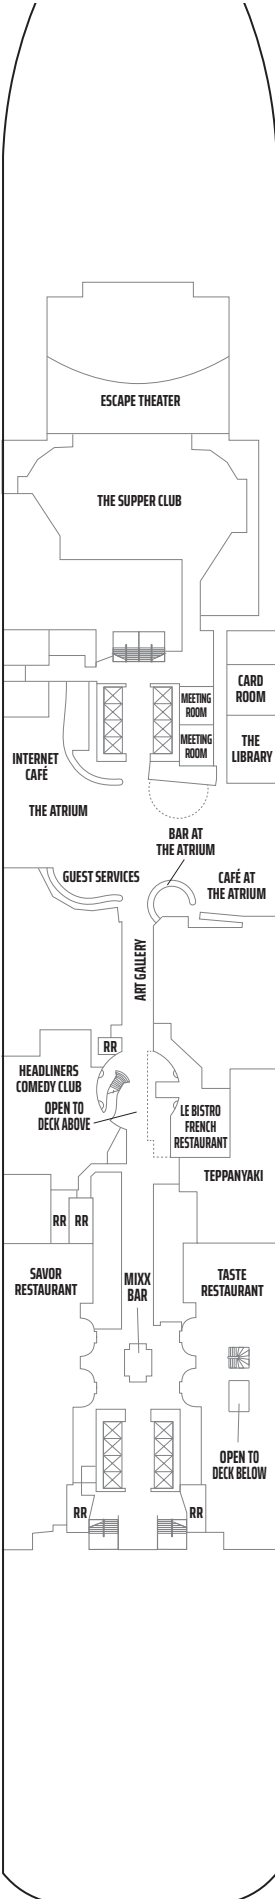 ESCAPE THEATER
THE SUPPER CLUB
MEETING
ROOM
CARD
ROOM
MEETING
ROOM
THE
LIBRARY
INTERNET
CAFÉ
THE ATRIUM
BAR AT
THE ATRIUM
GUEST SERVICES
CAFÉ AT
THE ATRIUM
ART GALLERY
RR
HEADLINERS
COMEDY CLUB
OPEN TO
DECK ABOVE
LE BISTRO
FRENCH
RESTAURANT
TEPPANYAKI
RR
RR
SAVOR
RESTAURANT
MIXX
BAR
TASTE
RESTAURANT
OPEN TO
DECK BELOW
RR
RR